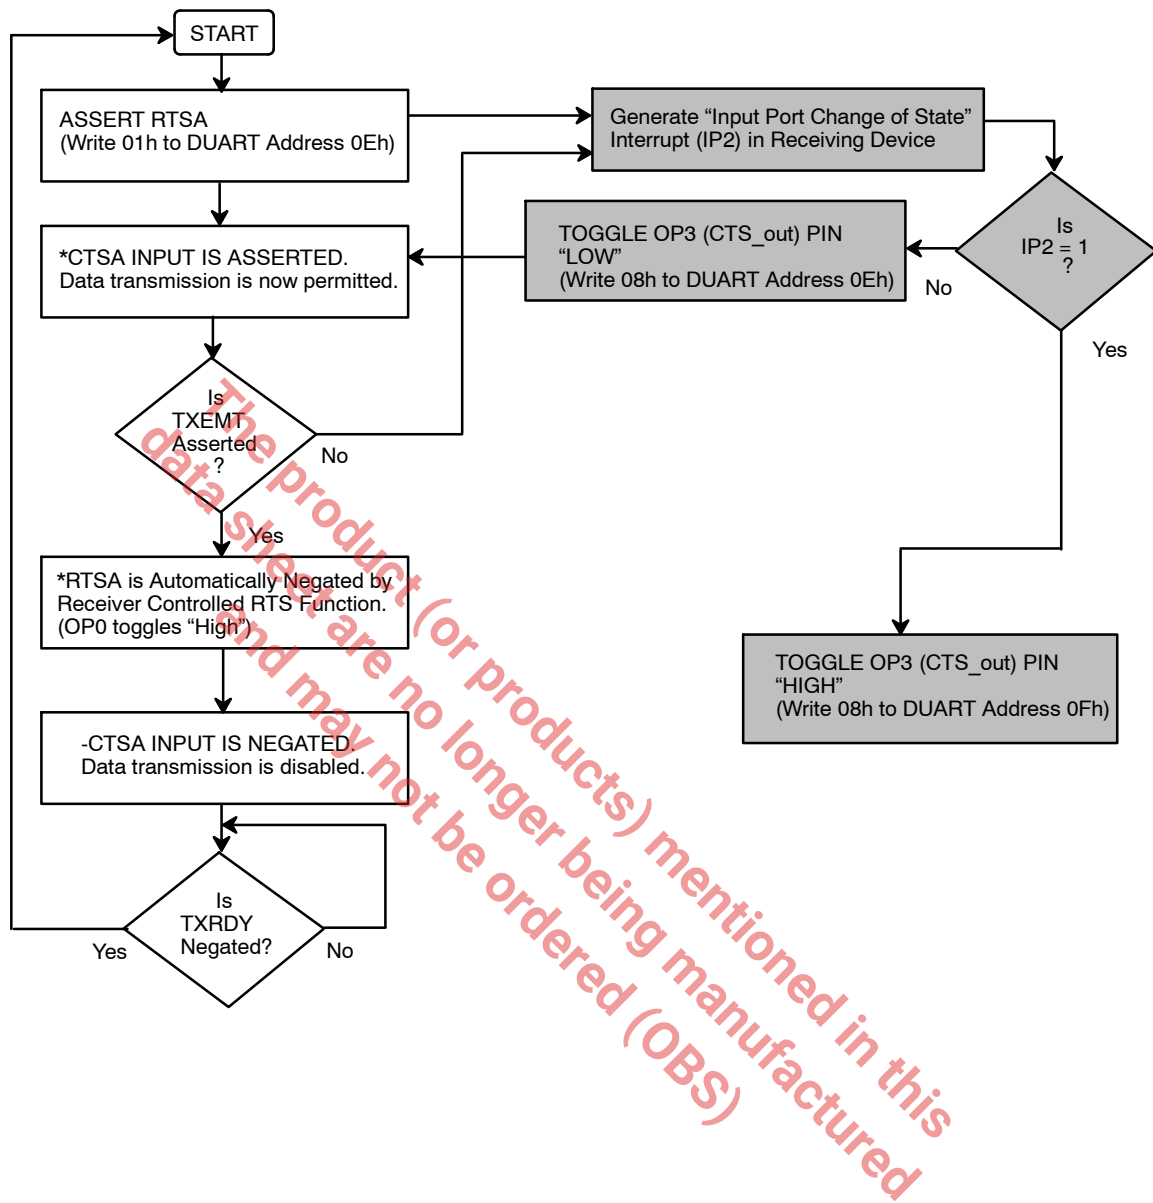 START
ASSERT RTSA
(Write 01h to DUART Address 0Eh)
Generate “Input Port Change of State”
Interrupt (IP2) in Receiving Device
*CTSA INPUT IS ASSERTED.
Data transmission is now permitted.
TOGGLE OP3 (CTS_out) PIN
“LOW”
(Write 08h to DUART Address 0Eh)
Is
IP2 = 1
?
No
Yes
Is
TXEMT
Asserted
?
No
Yes
*RTSA is Automatically Negated by
Receiver Controlled RTS Function.
(OP0 toggles “High”)
TOGGLE OP3 (CTS_out) PIN
“HIGH”
(Write 08h to DUART Address 0Fh)
-CTSA INPUT IS NEGATED.
Data transmission is disabled.
Is
TXRDY
Negated?
Yes
No
The product (or products) mentioned in this
data sheet are no longer being manufactured
and may not be ordered (OBS)